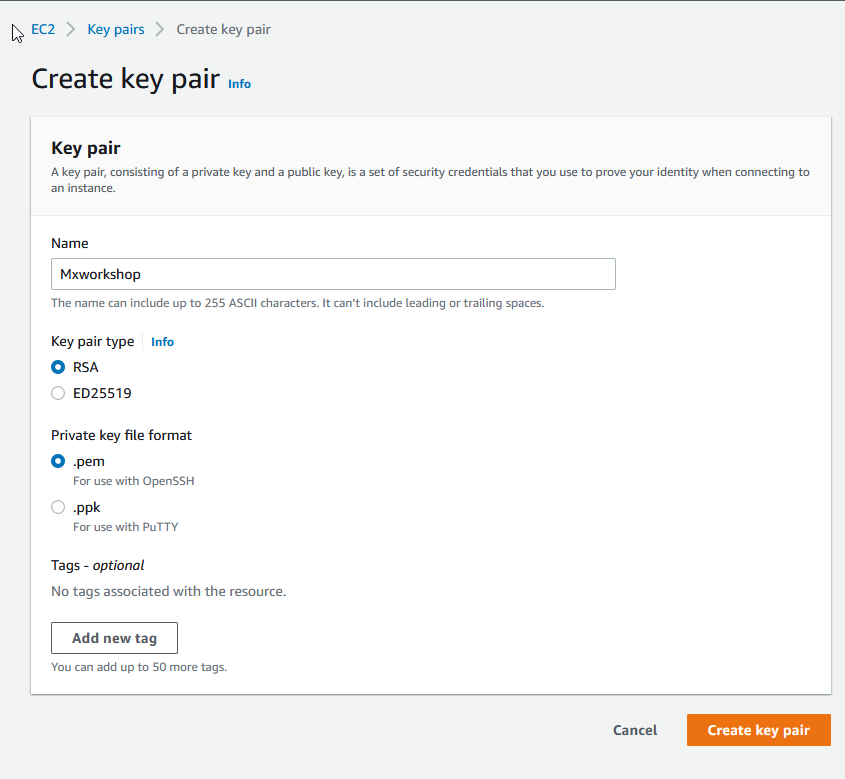 EC2 > Key pairs > Create key pair
Create key pair Info
Key pair
A key pair, consisting of a private key and a public key, is a set of security credentials that you use to prove your identity when connecting to
an instance.
Name
Mxworkshop
The name can include up to 255 ASCII characters. It can't include leading or trailing spaces.
Key pair type Info
RSA
ED25519
Private key file format
.pem
For use with OpenSSH
.ppk
For use with PuTTY
Tags - optional
No tags associated with the resource.
Add new tag
You can add up to 50 more tags.
Cancel Create key pair